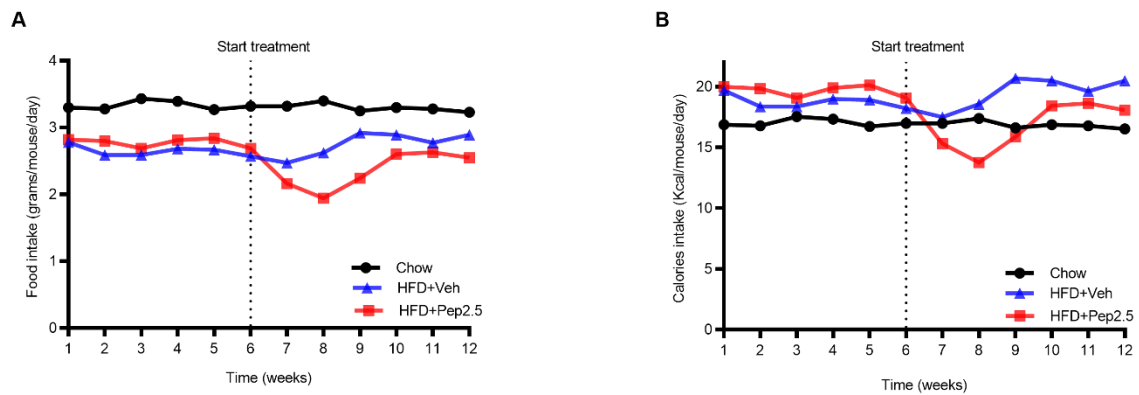 A
Start treatment
Food intake (grams/mouse/day)
4
3
2
1
0
Chow
HFD+Veh
HFD+Pep2.5
1 2 3 4 5 6 7 8 9 10 11 12
Time (weeks)
B
Start treatment
Calories intake (Kcal/mouse/day)
20
15
10
5
0
Chow
HFD+Veh
HFD+Pep2.5
1 2 3 4 5 6 7 8 9 10 11 12
Time (weeks)